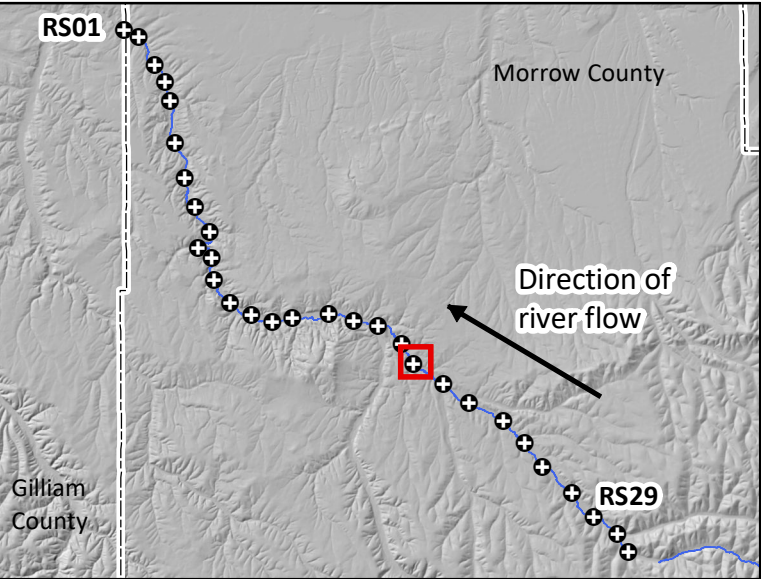 RS01
Morrow County
Direction of
river flow
Gilliam
County
RS29